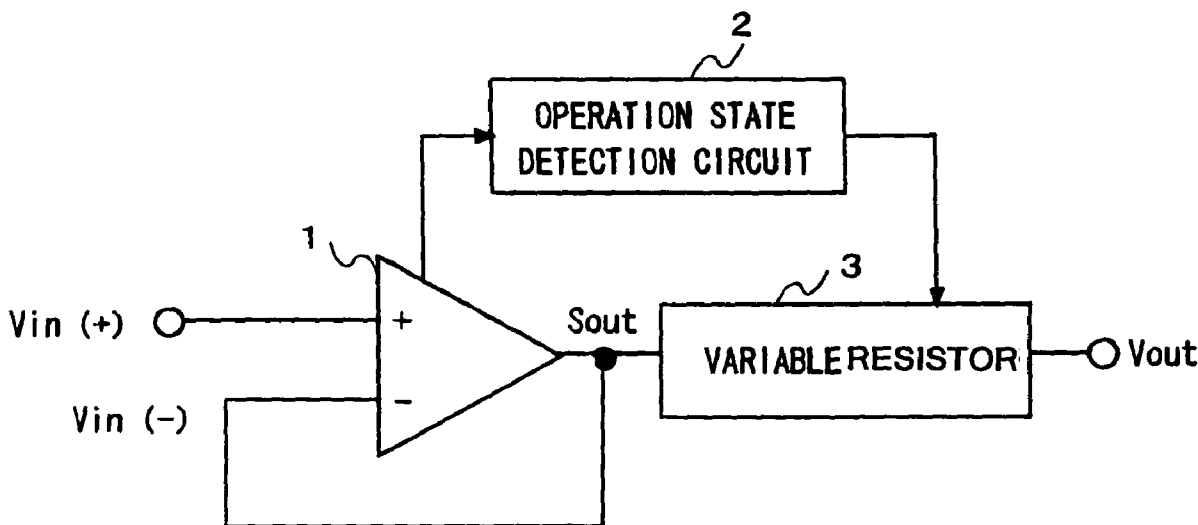 2
OPERATION STATE
DETECTION CIRCUIT
1
3
Vin (+)
+
Sout
VARIABLE RESISTOR
Vout
Vin (-)
-